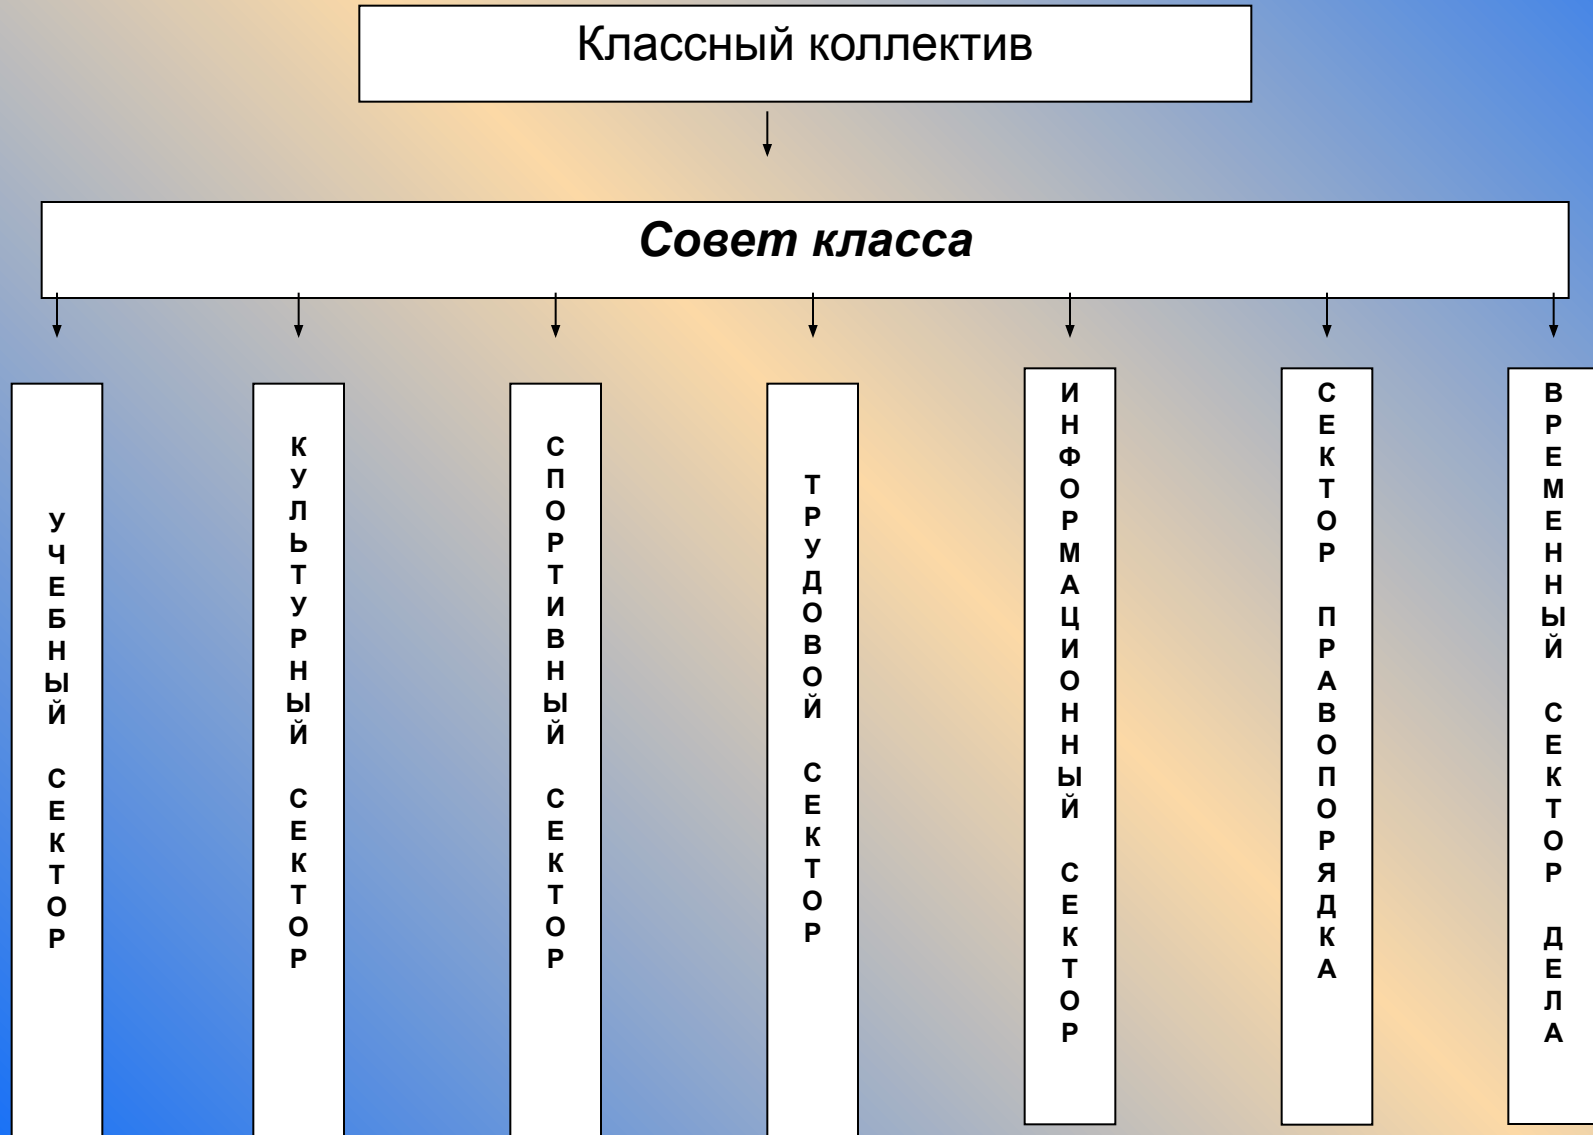 Классный коллектив
Совет класса
УЧЕБНЫЙ СЕКТОР
КУЛЬТУРНЫЙ СЕКТОР
СПОРТИВНЫЙ СЕКТОР
ТРУДОВОЙ СЕКТОР
ИНФОРМАЦИОННЫЙ СЕКТОР
СЕКТОР ПРАВОПОРЯДКА
ВРЕМЕННЫЙ СЕКТОР ДЕЛА